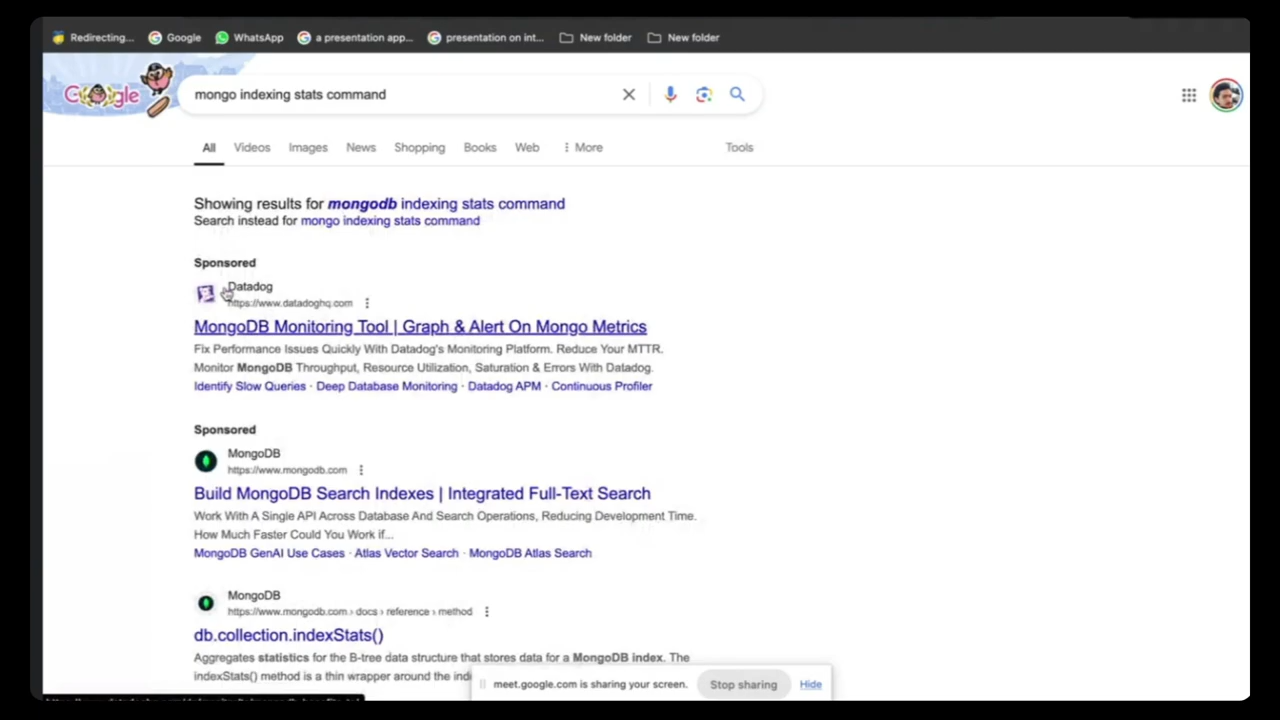 Redirecting... Google WhatsApp a presentation app... presentation on int... New folder New folder
Google
mongo indexing stats command
All Videos Images News Shopping Books Web More Tools
Showing results for mongodb indexing stats command
Search instead for mongo indexing stats command
Sponsored
Datadog
https://www.datadoghq.com
MongoDB Monitoring Tool | Graph & Alert On Mongo Metrics
Fix Performance Issues Quickly With Datadog's Monitoring Platform. Reduce Your MTTR.
Monitor MongoDB Throughput, Resource Utilization, Saturation & Errors With Datadog.
Identify Slow Queries · Deep Database Monitoring · Datadog APM · Continuous Profiler
Sponsored
MongoDB
https://www.mongodb.com
Build MongoDB Search Indexes | Integrated Full-Text Search
Work With A Single API Across Database And Search Operations, Reducing Development Time.
How Much Faster Could You Work if...
MongoDB GenAI Use Cases · Atlas Vector Search · MongoDB Atlas Search
MongoDB
https://www.mongodb.com › docs › reference › method
db.collection.indexStats()
Aggregates statistics for the B-tree data structure that stores data for a MongoDB index. The
indexStats() method is a thin wrapper around the
meet.google.com is sharing your screen. Stop sharing Hide